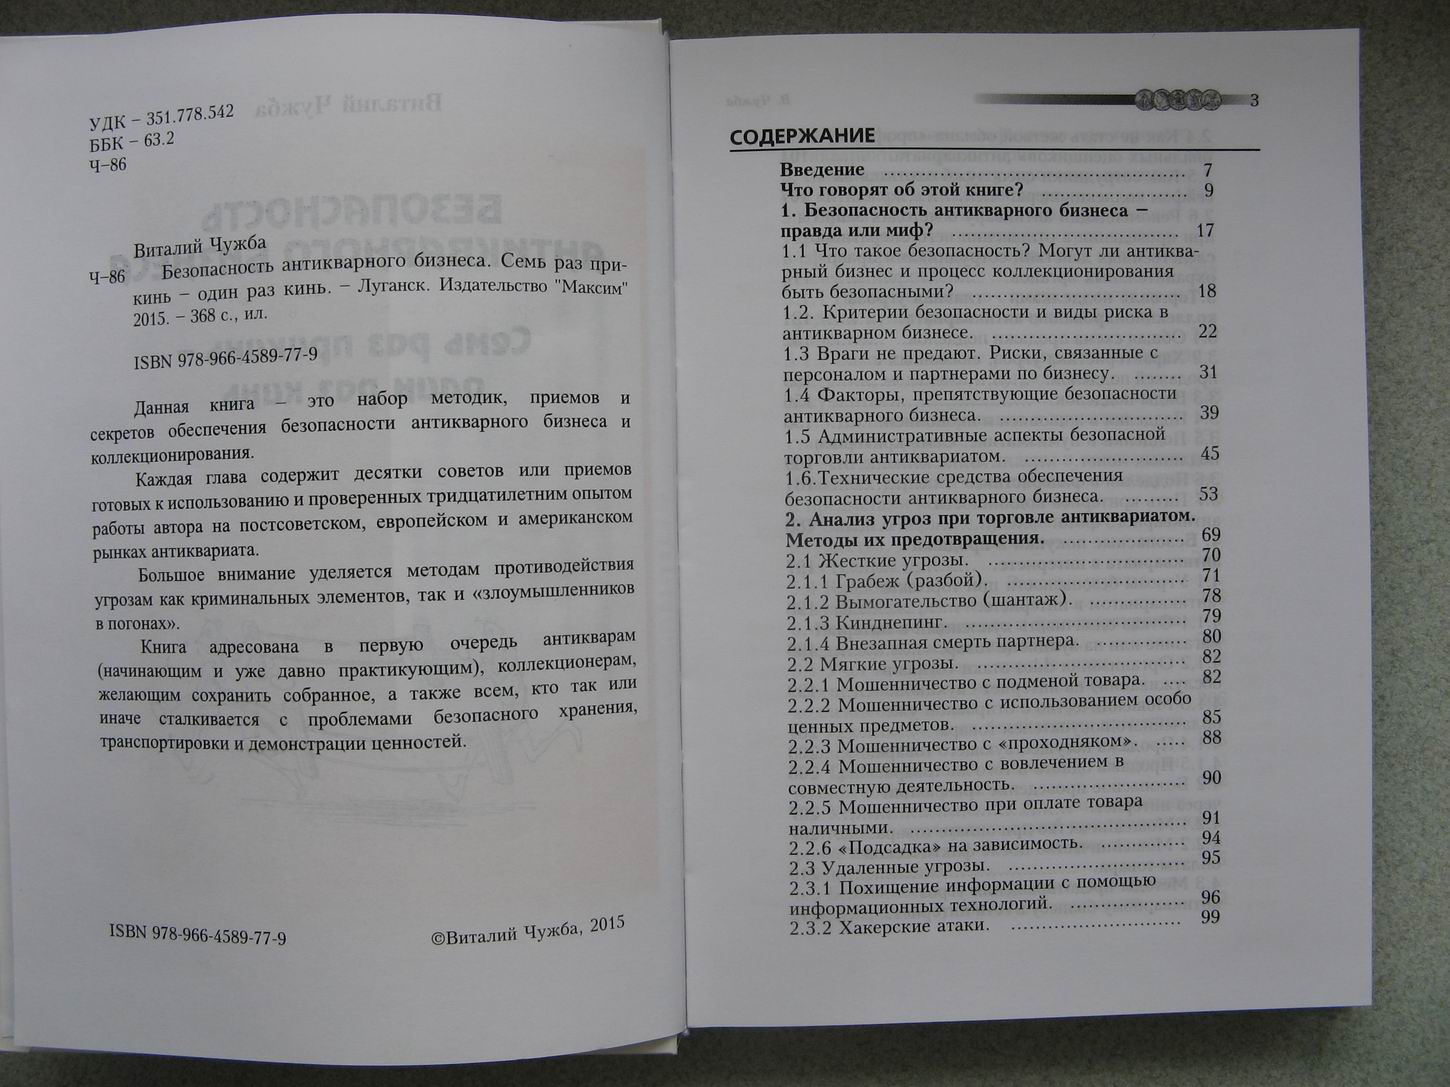 УДК – 351.778.542
ББК – 63.2
Ч–86
Виталий Чужба
Ч–86 Безопасность антикварного бизнеса. Семь раз при-
кинь – один раз кинь. – Луганск. Издательство "Максим"
2015. – 368 с., ил.
ISBN 978-966-4589-77-9
Данная книга – это набор методик, приемов и
секретов обеспечения безопасности антикварного бизнеса и
коллекционирования.
Каждая глава содержит десятки советов или приемов
готовых к использованию и проверенных тридцатилетним опытом
работы автора на постсоветском, европейском и американском
рынках антиквариата.
Большое внимание уделяется методам противодействия
угрозам как криминальных элементов, так и «злоумышленников
в погонах».
Книга адресована в первую очередь антикварам
(начинающим и уже давно практикующим), коллекционерам,
желающим сохранить собранное, а также всем, кто так или
иначе сталкивается с проблемами безопасного хранения,
транспортировки и демонстрации ценностей.
ISBN 978-966-4589-77-9 ©Виталий Чужба, 2015
3
СОДЕРЖАНИЕ
Введение ........................................ 7
Что говорят об этой книге? ................... 9
1. Безопасность антикварного бизнеса –
правда или миф? ............................... 17
1.1 Что такое безопасность? Могут ли антиква-
рный бизнес и процесс коллекционирования
быть безопасными? ............................ 18
1.2. Критерии безопасности и виды риска в
антикварном бизнесе. ......................... 22
1.3 Враги не предают. Риски, связанные с
персоналом и партнерами по бизнесу. ........ 31
1.4 Факторы, препятствующие безопасности
антикварного бизнеса. ........................ 39
1.5 Административные аспекты безопасной
торговли антиквариатом. ..................... 45
1.6.Технические средства обеспечения
безопасности антикварного бизнеса. ......... 53
2. Анализ угроз при торговле антиквариатом.
Методы их предотвращения. ................. 69
2.1 Жесткие угрозы. ........................... 70
2.1.1 Грабеж (разбой). ........................ 71
2.1.2 Вымогательство (шантаж). .............. 78
2.1.3 Кинднепинг. ............................. 79
2.1.4 Внезапная смерть партнера. ............ 80
2.2 Мягкие угрозы. ............................ 82
2.2.1 Мошенничество с подменой товара. .... 82
2.2.2 Мошенничество с использованием особо
ценных предметов. ............................ 85
2.2.3 Мошенничество с «проходняком». ..... 88
2.2.4 Мошенничество с вовлечением в
совместную деятельность. .................... 90
2.2.5 Мошенничество при оплате товара
наличными. ..................................... 91
2.2.6 «Подсадка» на зависимость. ............. 94
2.3 Удаленные угрозы. ........................ 95
2.3.1 Похищение информации с помощью
информационных технологий. ................ 96
2.3.2 Хакерские атаки. ........................ 99